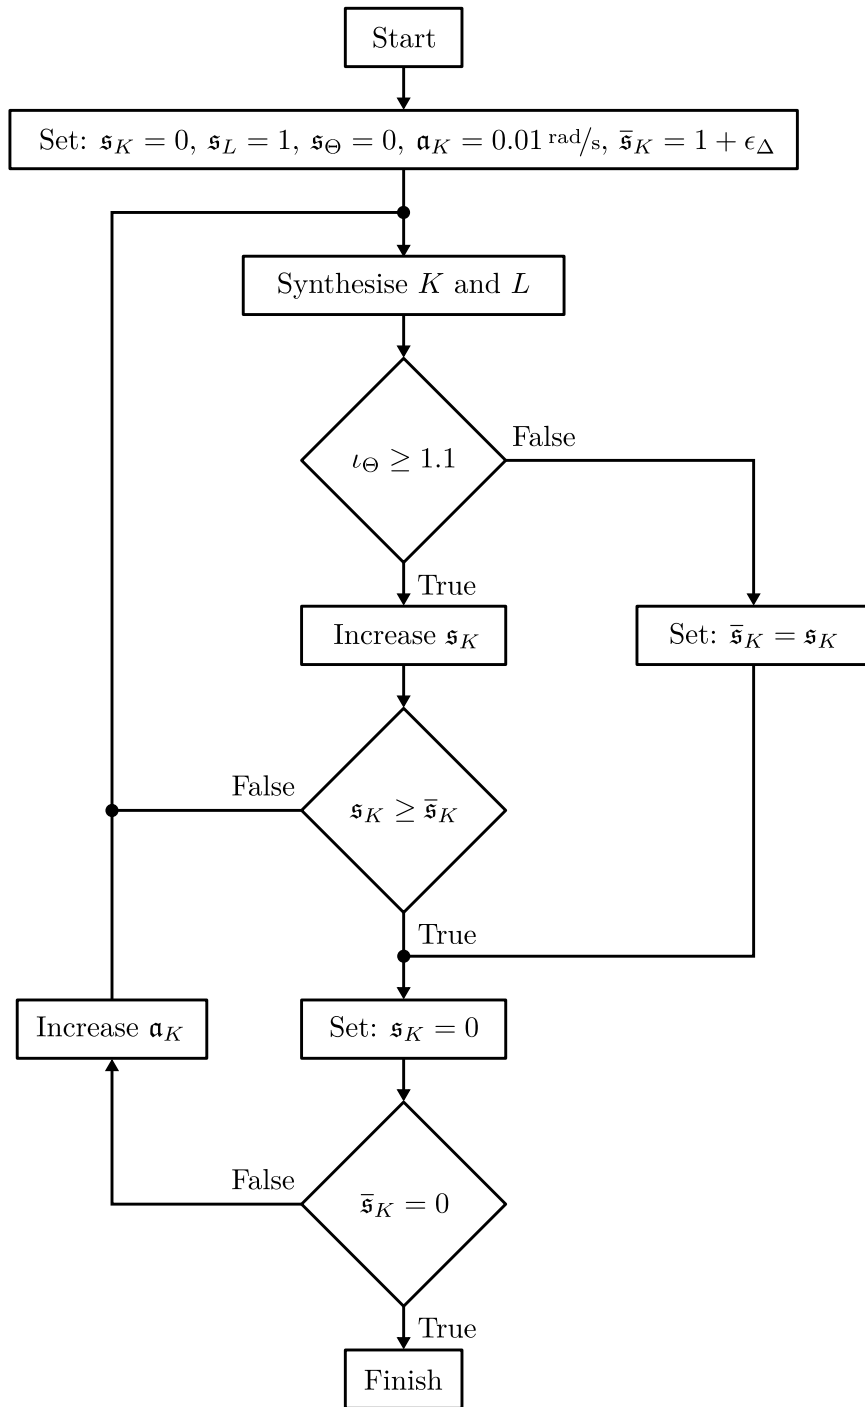 Start
Set: 𝔰_K = 0, 𝔰_L = 1, 𝔰_Θ = 0, 𝔞_K = 0.01 rad/s, 𝔰̅_K = 1 + ϵ_Δ
Synthesise K and L
ι_Θ ≥ 1.1
False
True
Increase 𝔰_K
Set: 𝔰̅_K = 𝔰_K
False
𝔰_K ≥ 𝔰̅_K
True
Increase 𝔞_K
Set: 𝔰_K = 0
False
𝔰̅_K = 0
True
Finish